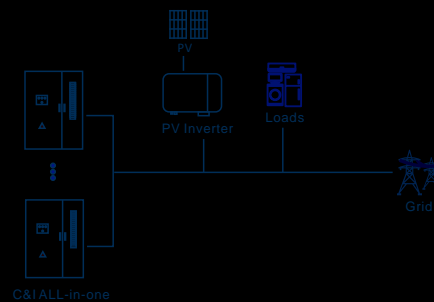 PV
PV Inverter
Loads
Grid
C&I ALL-in-one